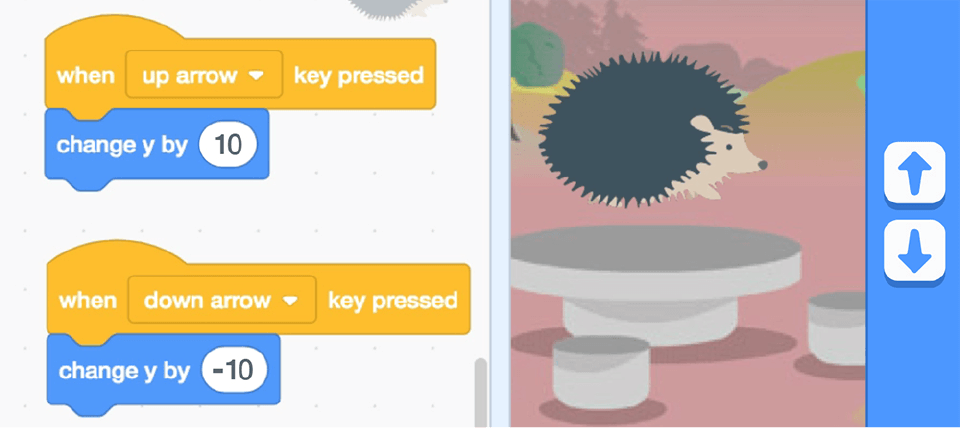 when up arrow key pressed
change y by 10
when down arrow key pressed
change y by -10